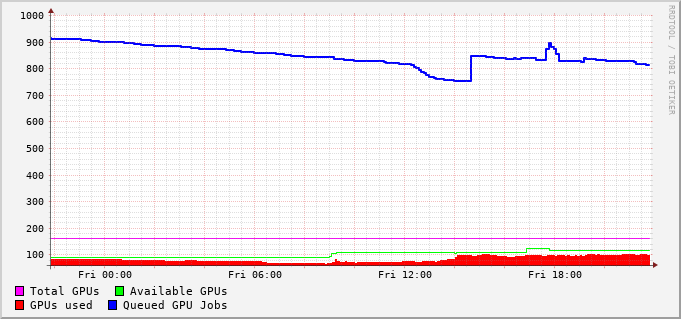 1000
900
800
700
600
500
400
300
200
100
Fri 00:00 Fri 06:00 Fri 12:00 Fri 18:00
Total GPUs Available GPUs
GPUs used Queued GPU Jobs
RRDTOOL / TOBI OETIKER